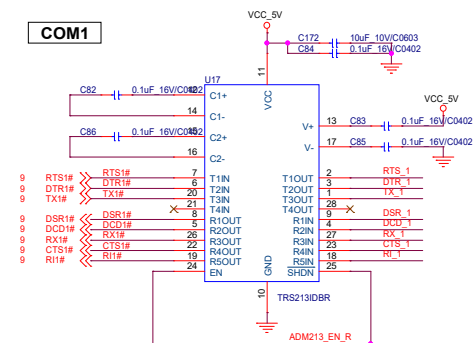 COM1
VCC_5V
C172 10uF_10V/C0603
C84 0.1uF_16V/C0402
U17
11
VCC
VCC_5V
C82 0.1uF_16V/C0402
12 C1+
14 C1-
C86 0.1uF_16V/C0402
15 C2+
16 C2-
13 V+ C83 0.1uF_16V/C0402
17 V- C85 0.1uF_16V/C0402
9 RTS1# RTS1# 7 T1IN T1OUT 2 RTS_1
9 DTR1# DTR1# 6 T2IN T2OUT 3 DTR_1
9 TX1# TX1# 20 T3IN T3OUT 1 TX_1
21 T4IN T4OUT 28
9 DSR1# DSR1# 8 R1OUT R1IN 9 DSR_1
9 DCD1# DCD1# 5 R2OUT R2IN 4 DCD_1
9 RX1# RX1# 26 R3OUT R3IN 27 RX_1
9 CTS1# CTS1# 22 R4OUT R4IN 23 CTS_1
9 RI1# RI1# 19 R5OUT R5IN 18 RI_1
24 EN SHDN 25
GND
10
TRS213IDBR
ADM213_EN_R